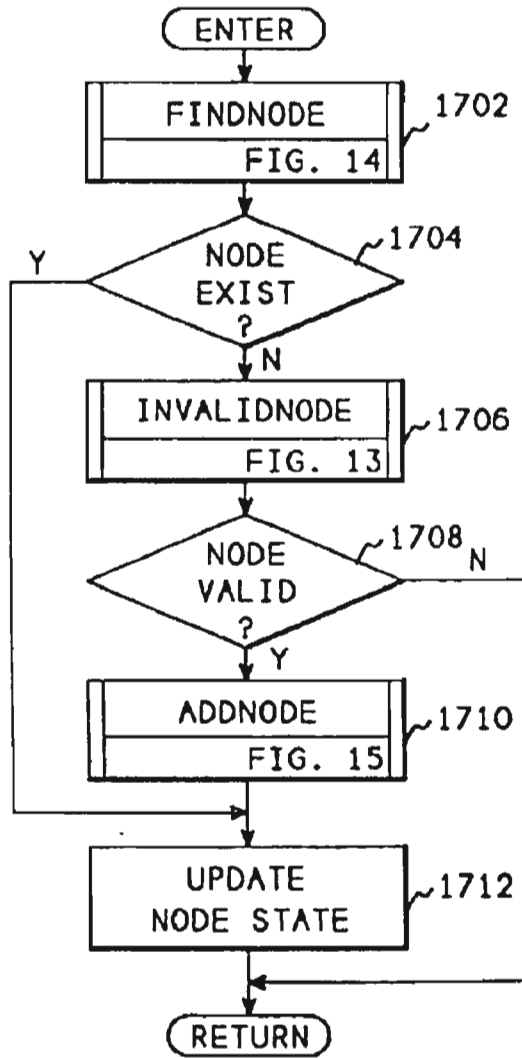 ENTER
FINDNODE
FIG. 14
1702
NODE
EXIST
?
1704
Y
N
INVALIDNODE
FIG. 13
1706
NODE
VALID
?
1708
N
Y
ADDNODE
FIG. 15
1710
UPDATE
NODE STATE
1712
RETURN